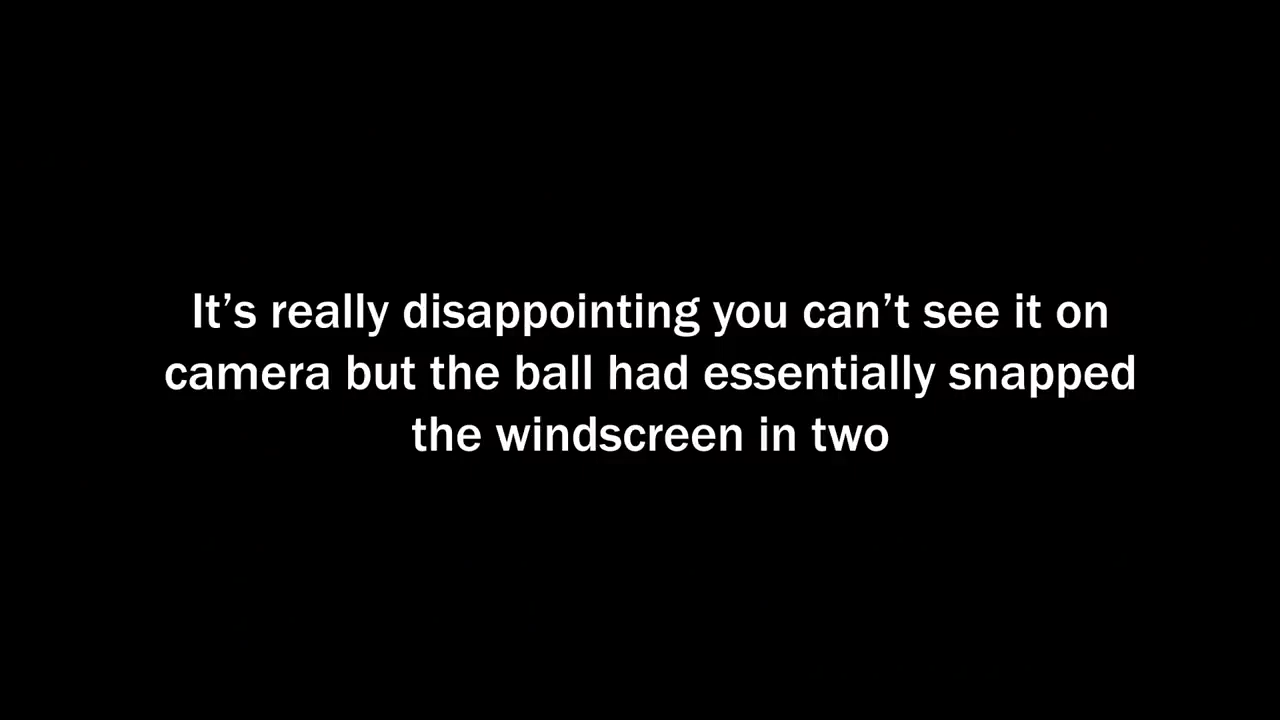 It’s really disappointing you can’t see it on
camera but the ball had essentially snapped
the windscreen in two